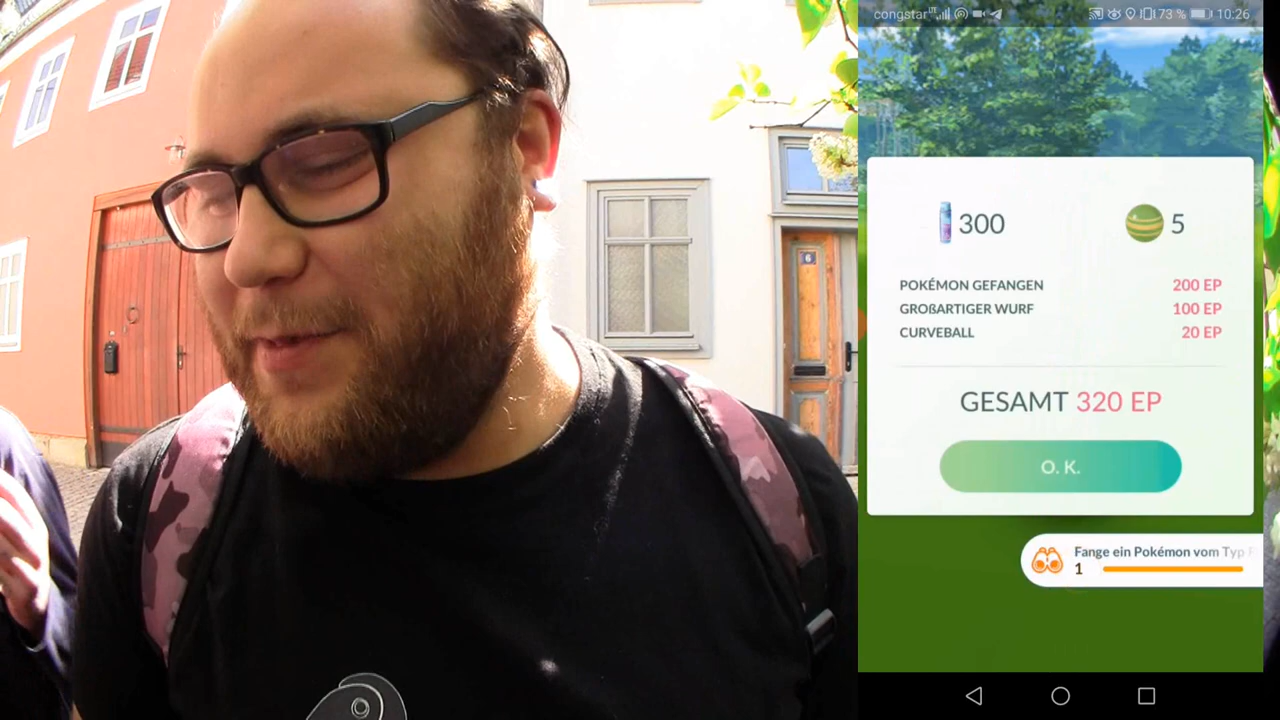 congstar
73 %
10:26
300
5
POKÉMON GEFANGEN
200 EP
GROßARTIGER WURF
100 EP
CURVEBALL
20 EP
GESAMT 320 EP
O. K.
Fange ein Pokémon vom Typ
1
6